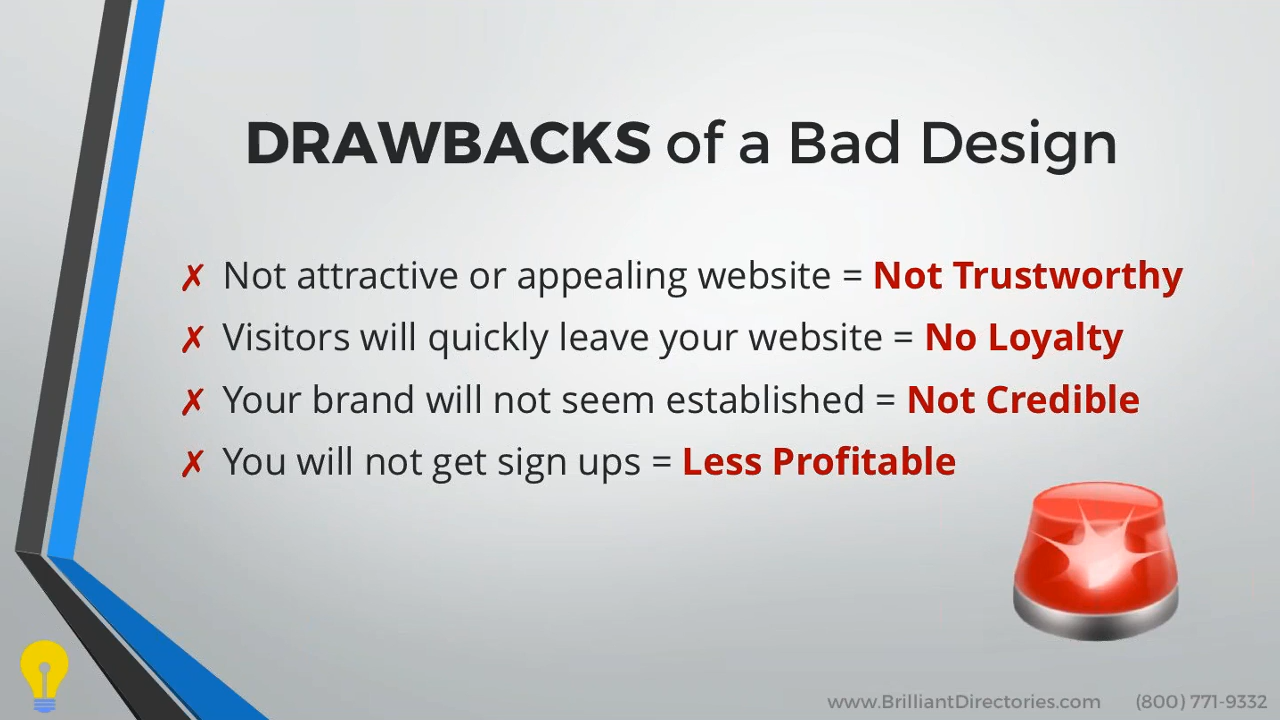 DRAWBACKS of a Bad Design
✗ Not attractive or appealing website = Not Trustworthy
✗ Visitors will quickly leave your website = No Loyalty
✗ Your brand will not seem established = Not Credible
✗ You will not get sign ups = Less Profitable
www.BrilliantDirectories.com (800) 771-9332